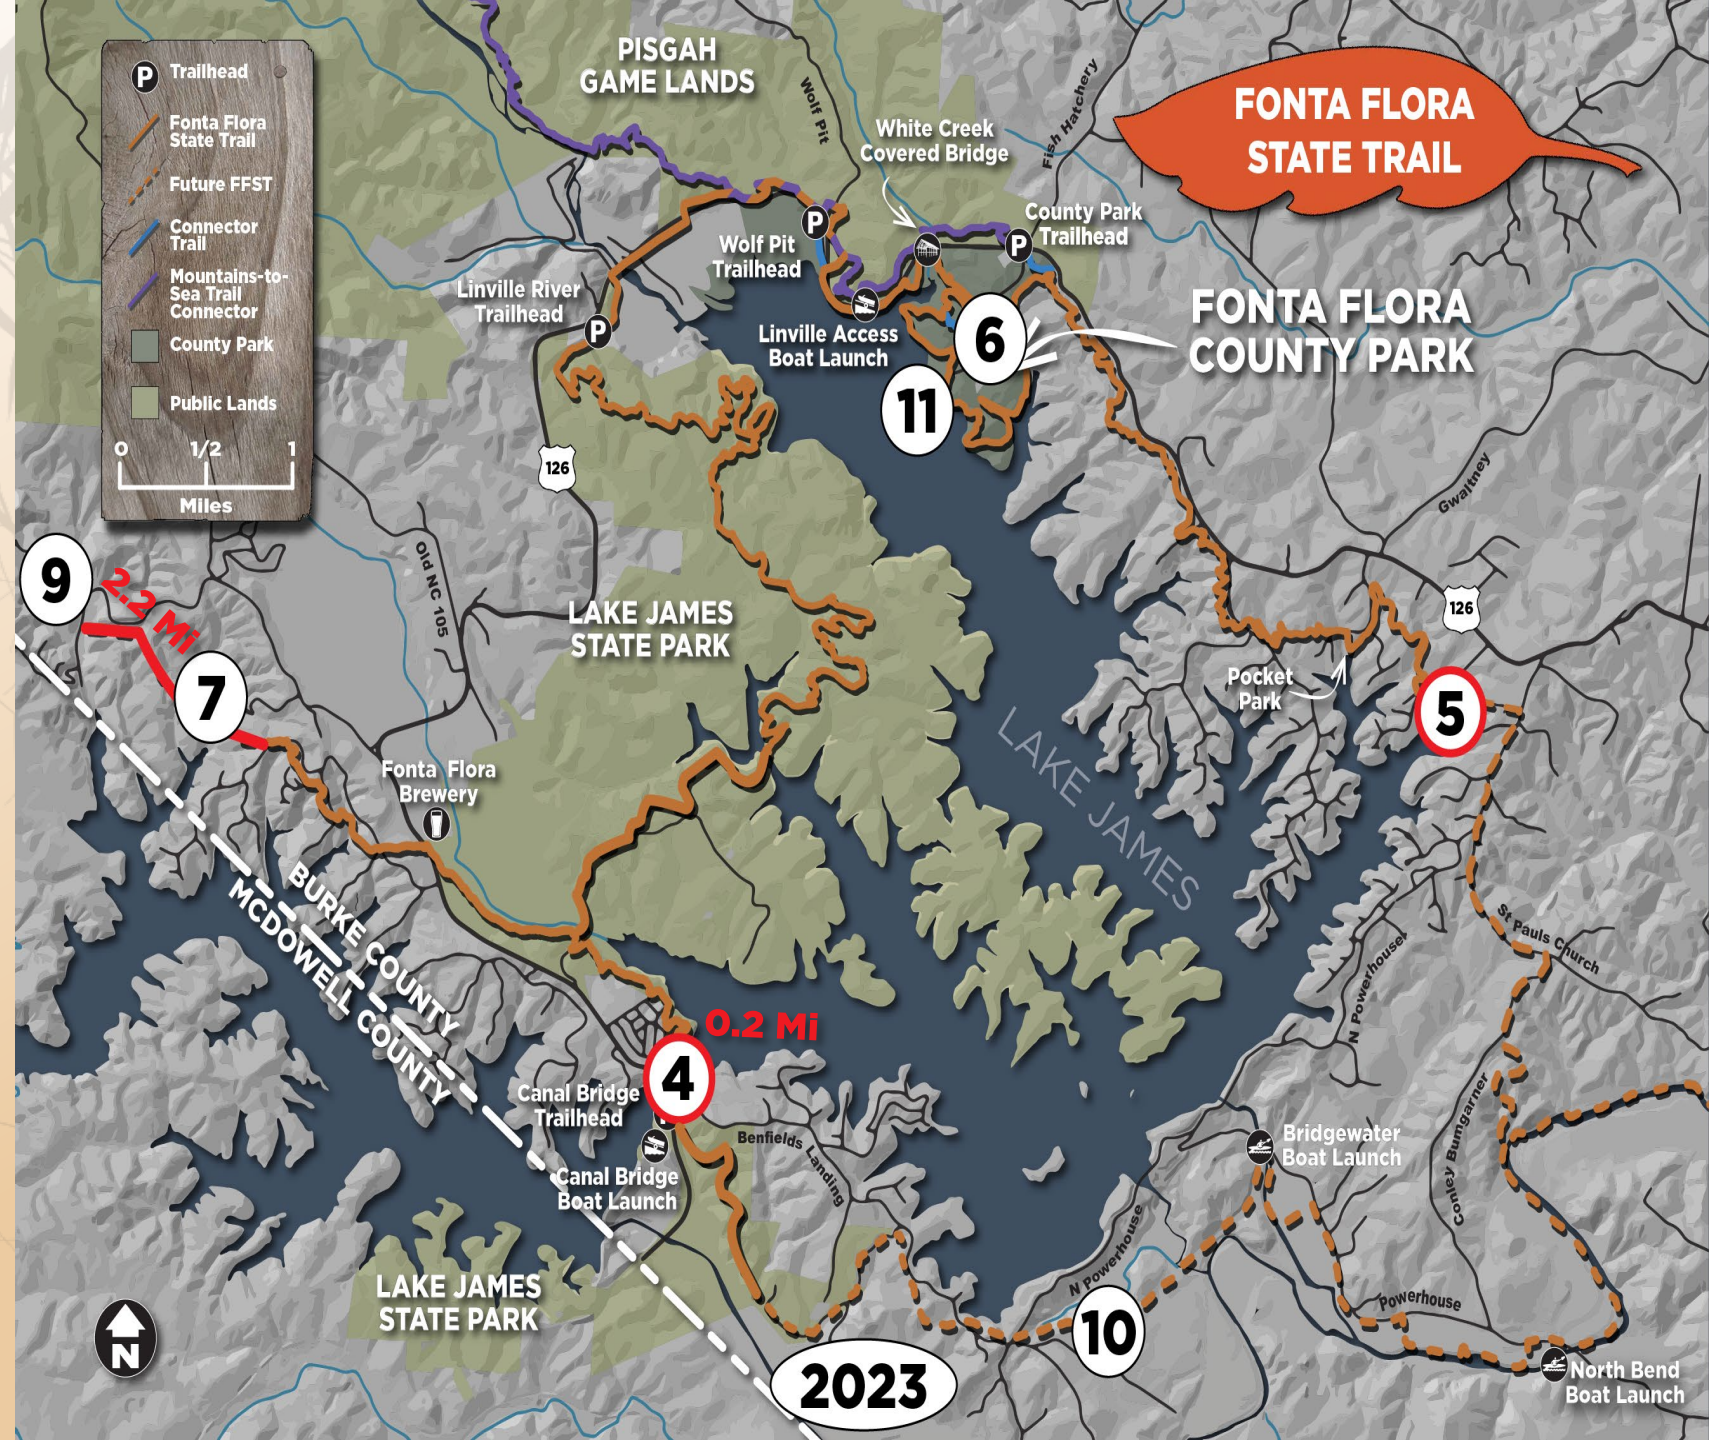 PISGAH
GAME LANDS
Wolf Pit
White Creek
Covered Bridge
Fish Hatchery
FONTA FLORA
STATE TRAIL
P
Trailhead
Fonta Flora
State Trail
Future FFST
Connector
Trail
Mountains-to-
Sea Trail
Connector
County Park
Public Lands
0 1/2 1
Miles
County Park
Trailhead
P
P
Wolf Pit
Trailhead
Linville River
Trailhead
P
Linville Access
Boat Launch
6
11
FONTA FLORA
COUNTY PARK
126
Gwaltney
Old NC 105
9
2.2 Mi
7
LAKE JAMES
STATE PARK
126
Pocket
Park
5
LAKE JAMES
Fonta Flora
Brewery
BURKE COUNTY
MCDOWELL COUNTY
St Pauls Church
N Powerhouse
0.2 Mi
4
Canal Bridge
Trailhead
Canal Bridge
Boat Launch
Benfields Landing
Conley Bumgarner
Bridgewater
Boat Launch
N Powerhouse
Powerhouse
LAKE JAMES
STATE PARK
N
10
2023
North Bend
Boat Launch